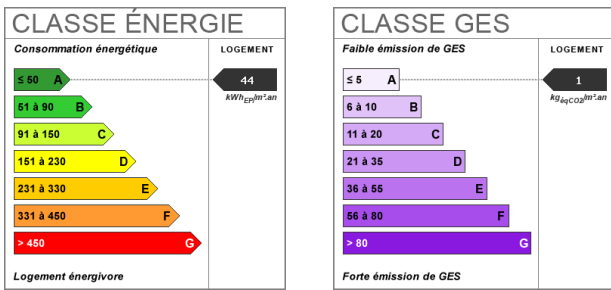 CLASSE ÉNERGIE
Consommation énergétique LOGEMENT
≤ 50 A 44
kWhEP/m².an
51 à 90 B
91 à 150 C
151 à 230 D
231 à 330 E
331 à 450 F
> 450 G
Logement énergivore
CLASSE GES
Faible émission de GES LOGEMENT
≤ 5 A 1
kgéqCO2/m².an
6 à 10 B
11 à 20 C
21 à 35 D
36 à 55 E
56 à 80 F
> 80 G
Forte émission de GES